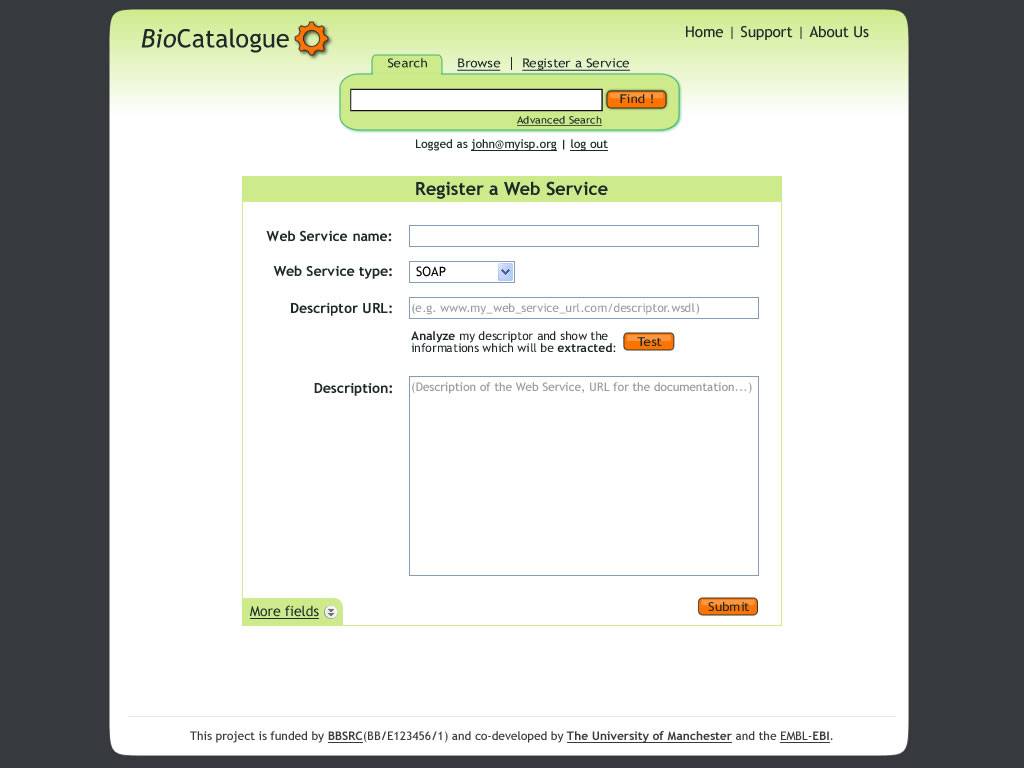 BioCatalogue
Home | Support | About Us
Search Browse | Register a Service
Find !
Advanced Search
Logged as john@myisp.org | log out
Register a Web Service
Web Service name:
Web Service type: SOAP
Descriptor URL: (e.g. www.my_web_service_url.com/descriptor.wsdl)
Analyze my descriptor and show the
informations which will be extracted: Test
Description: (Description of the Web Service, URL for the documentation...)
More fields Submit
This project is funded by BBSRC(BB/E123456/1) and co-developed by The University of Manchester and the EMBL-EBI.